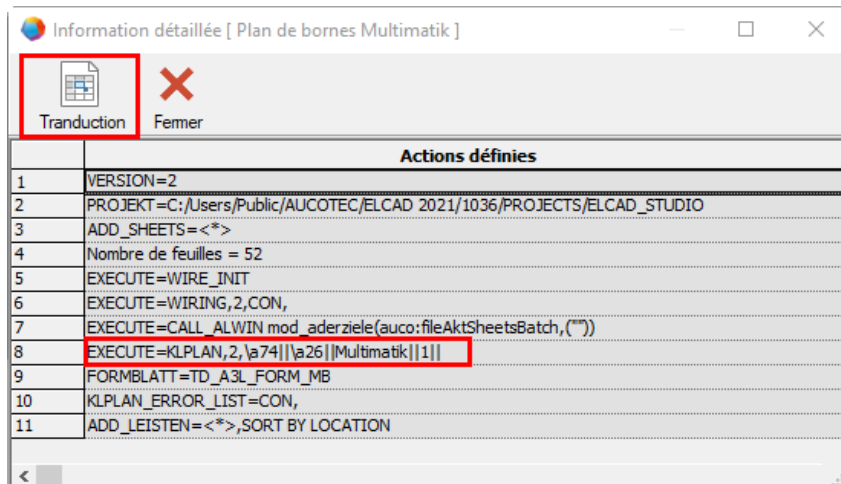 Information détaillée [ Plan de bornes Multimatik ]
Tranduction
Fermer
Actions définies
1 VERSION=2
2 PROJEKT=C:/Users/Public/AUCOTEC/ELCAD 2021/1036/PROJECTS/ELCAD_STUDIO
3 ADD_SHEETS=<*>
4 Nombre de feuilles = 52
5 EXECUTE=WIRE_INIT
6 EXECUTE=WIRING,2,CON,
7 EXECUTE=CALL_ALWIN mod_aderziele(auco:fileAktSheetsBatch,(""))
8 EXECUTE=KLPLAN,2,\a74||\a26||Multimatik||1||
9 FORMBLATT=TD_A3L_FORM_MB
10 KLPLAN_ERROR_LIST=CON,
11 ADD_LEISTEN=<*>,SORT BY LOCATION